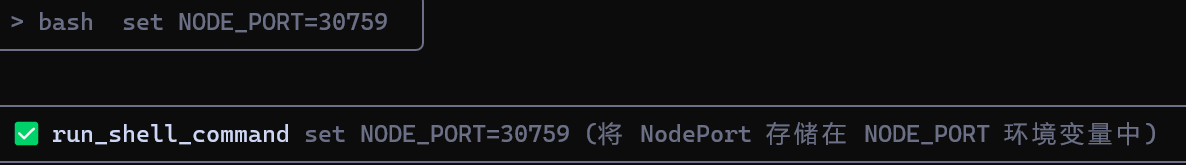 > bash  set NODE_PORT=30759
✅ run_shell_command set NODE_PORT=30759 (将 NodePort 存储在 NODE_PORT 环境变量中)